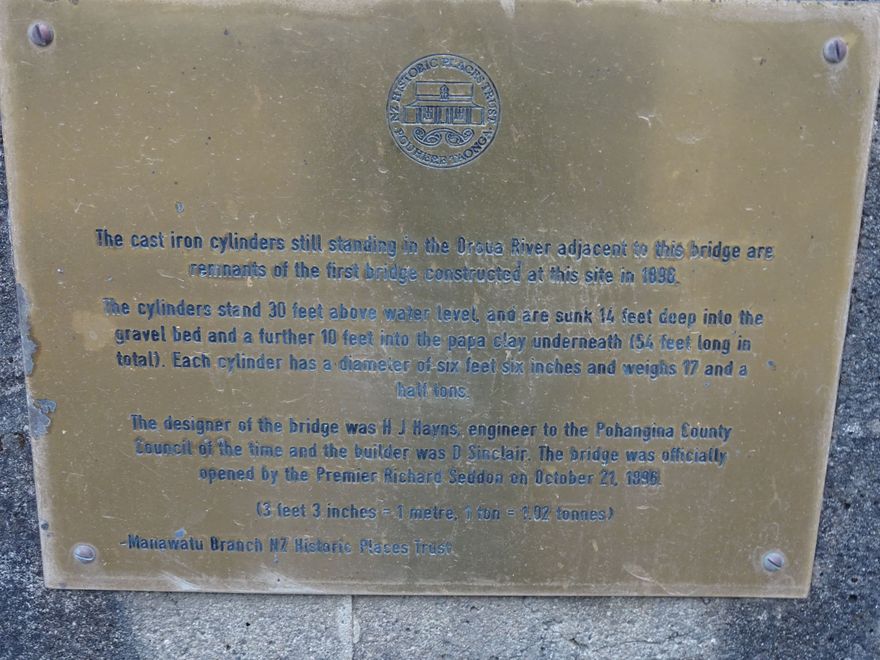 NZ HISTORIC PLACES TRUST
POUHERE TAONGA
The cast iron cylinders still standing in the Oroua River adjacent to this bridge are
remnants of the first bridge constructed at this site in 1896.
The cylinders stand 30 feet above water level, and are sunk 14 feet deep into the
gravel bed and a further 10 feet into the papa clay underneath (54 feet long in
total). Each cylinder has a diameter of six feet six inches and weighs 17 and a
half tons.
The designer of the bridge was H J Hayns, engineer to the Pohangina County
Council of the time and the builder was D Sinclair. The bridge was officially
opened by the Premier Richard Seddon on October 21, 1896.
(3 feet 3 inches = 1 metre, 1 ton = 1.02 tonnes)
-Manawatu Branch NZ Historic Places Trust